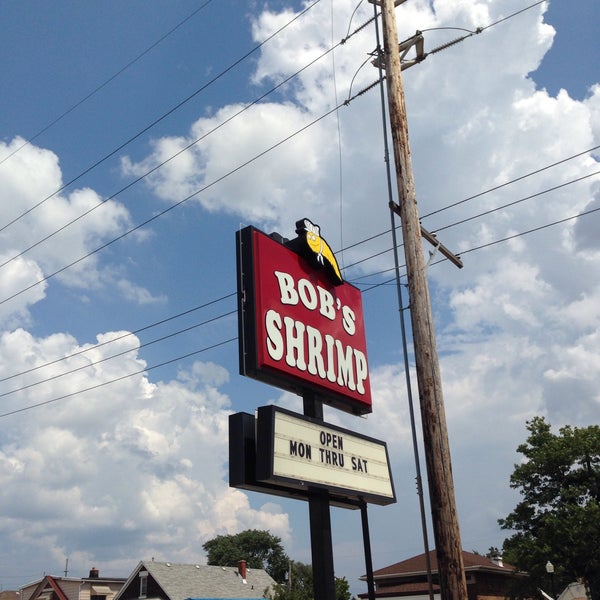 BOB'S
SHRIMP
OPEN
MON THRU SAT